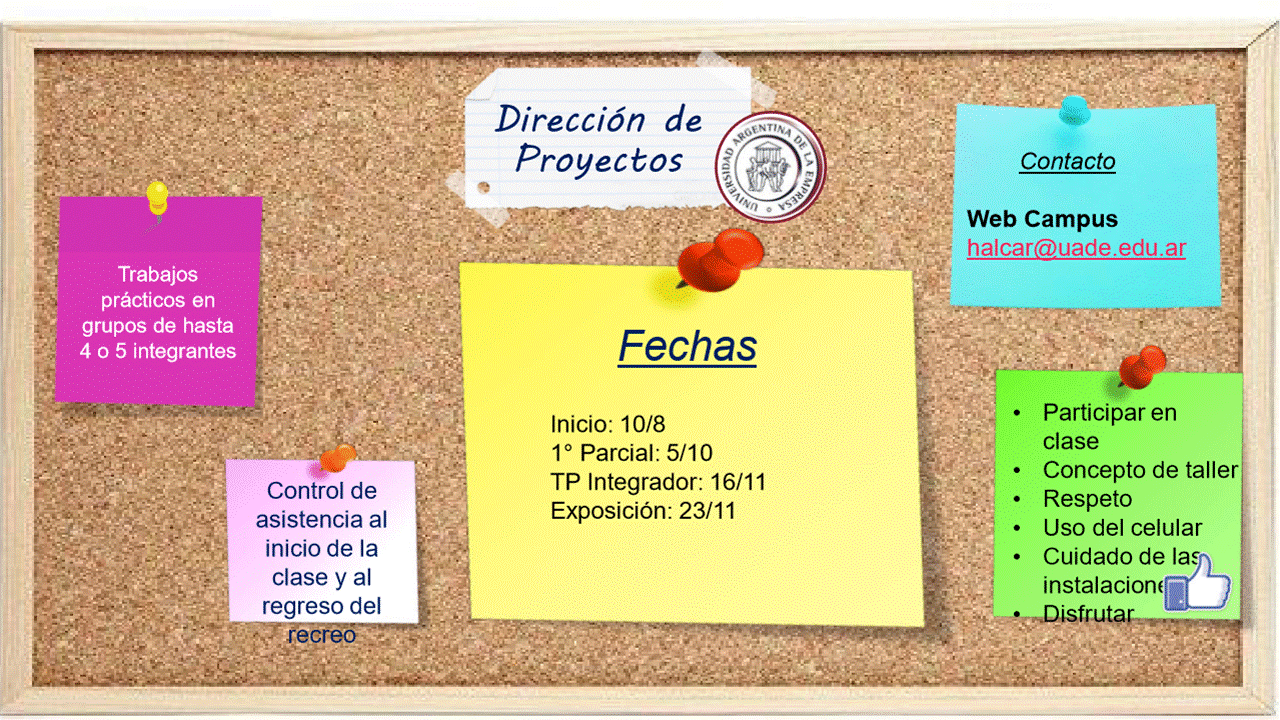 Dirección de
Proyectos
UNIVERSIDAD ARGENTINA DE LA EMPRESA
Contacto
Web Campus
halcar@uade.edu.ar
Trabajos
prácticos en
grupos de hasta
4 o 5 integrantes
Fechas
Inicio: 10/8
1° Parcial: 5/10
TP Integrador: 16/11
Exposición: 23/11
Control de
asistencia al
inicio de la
clase y al
regreso del
recreo
• Participar en
clase
• Concepto de taller
• Respeto
• Uso del celular
• Cuidado de las
instalacione
• Disfrutar